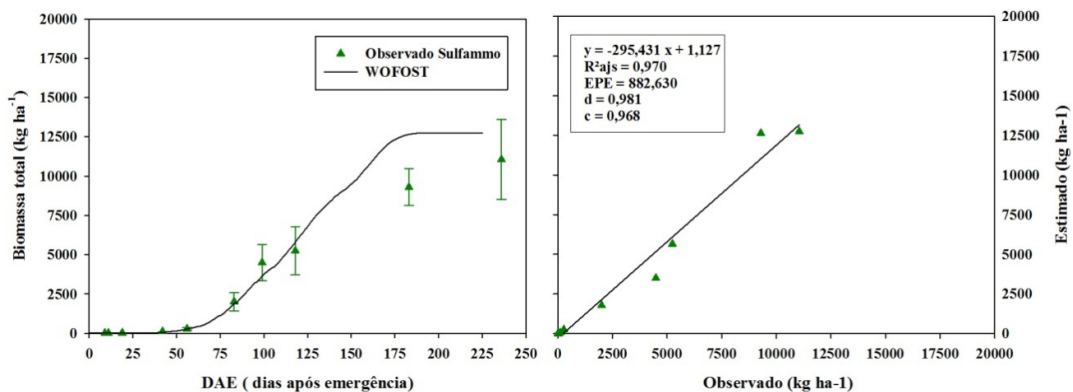 20000
17500
15000
12500
10000
7500
5000
2500
0
Biomassa total (kg ha⁻¹)
Observado Sulfammo
WOFOST
0 25 50 75 100 125 150 175 200 225 250
DAE ( dias após emergência)
y = -295,431 x + 1,127
R²ajs = 0,970
EPE = 882,630
d = 0,981
c = 0,968
20000
17500
15000
12500
10000
7500
5000
2500
0
Estimado (kg ha-1)
0 2500 5000 7500 10000 12500 15000 17500 20000
Observado (kg ha-1)